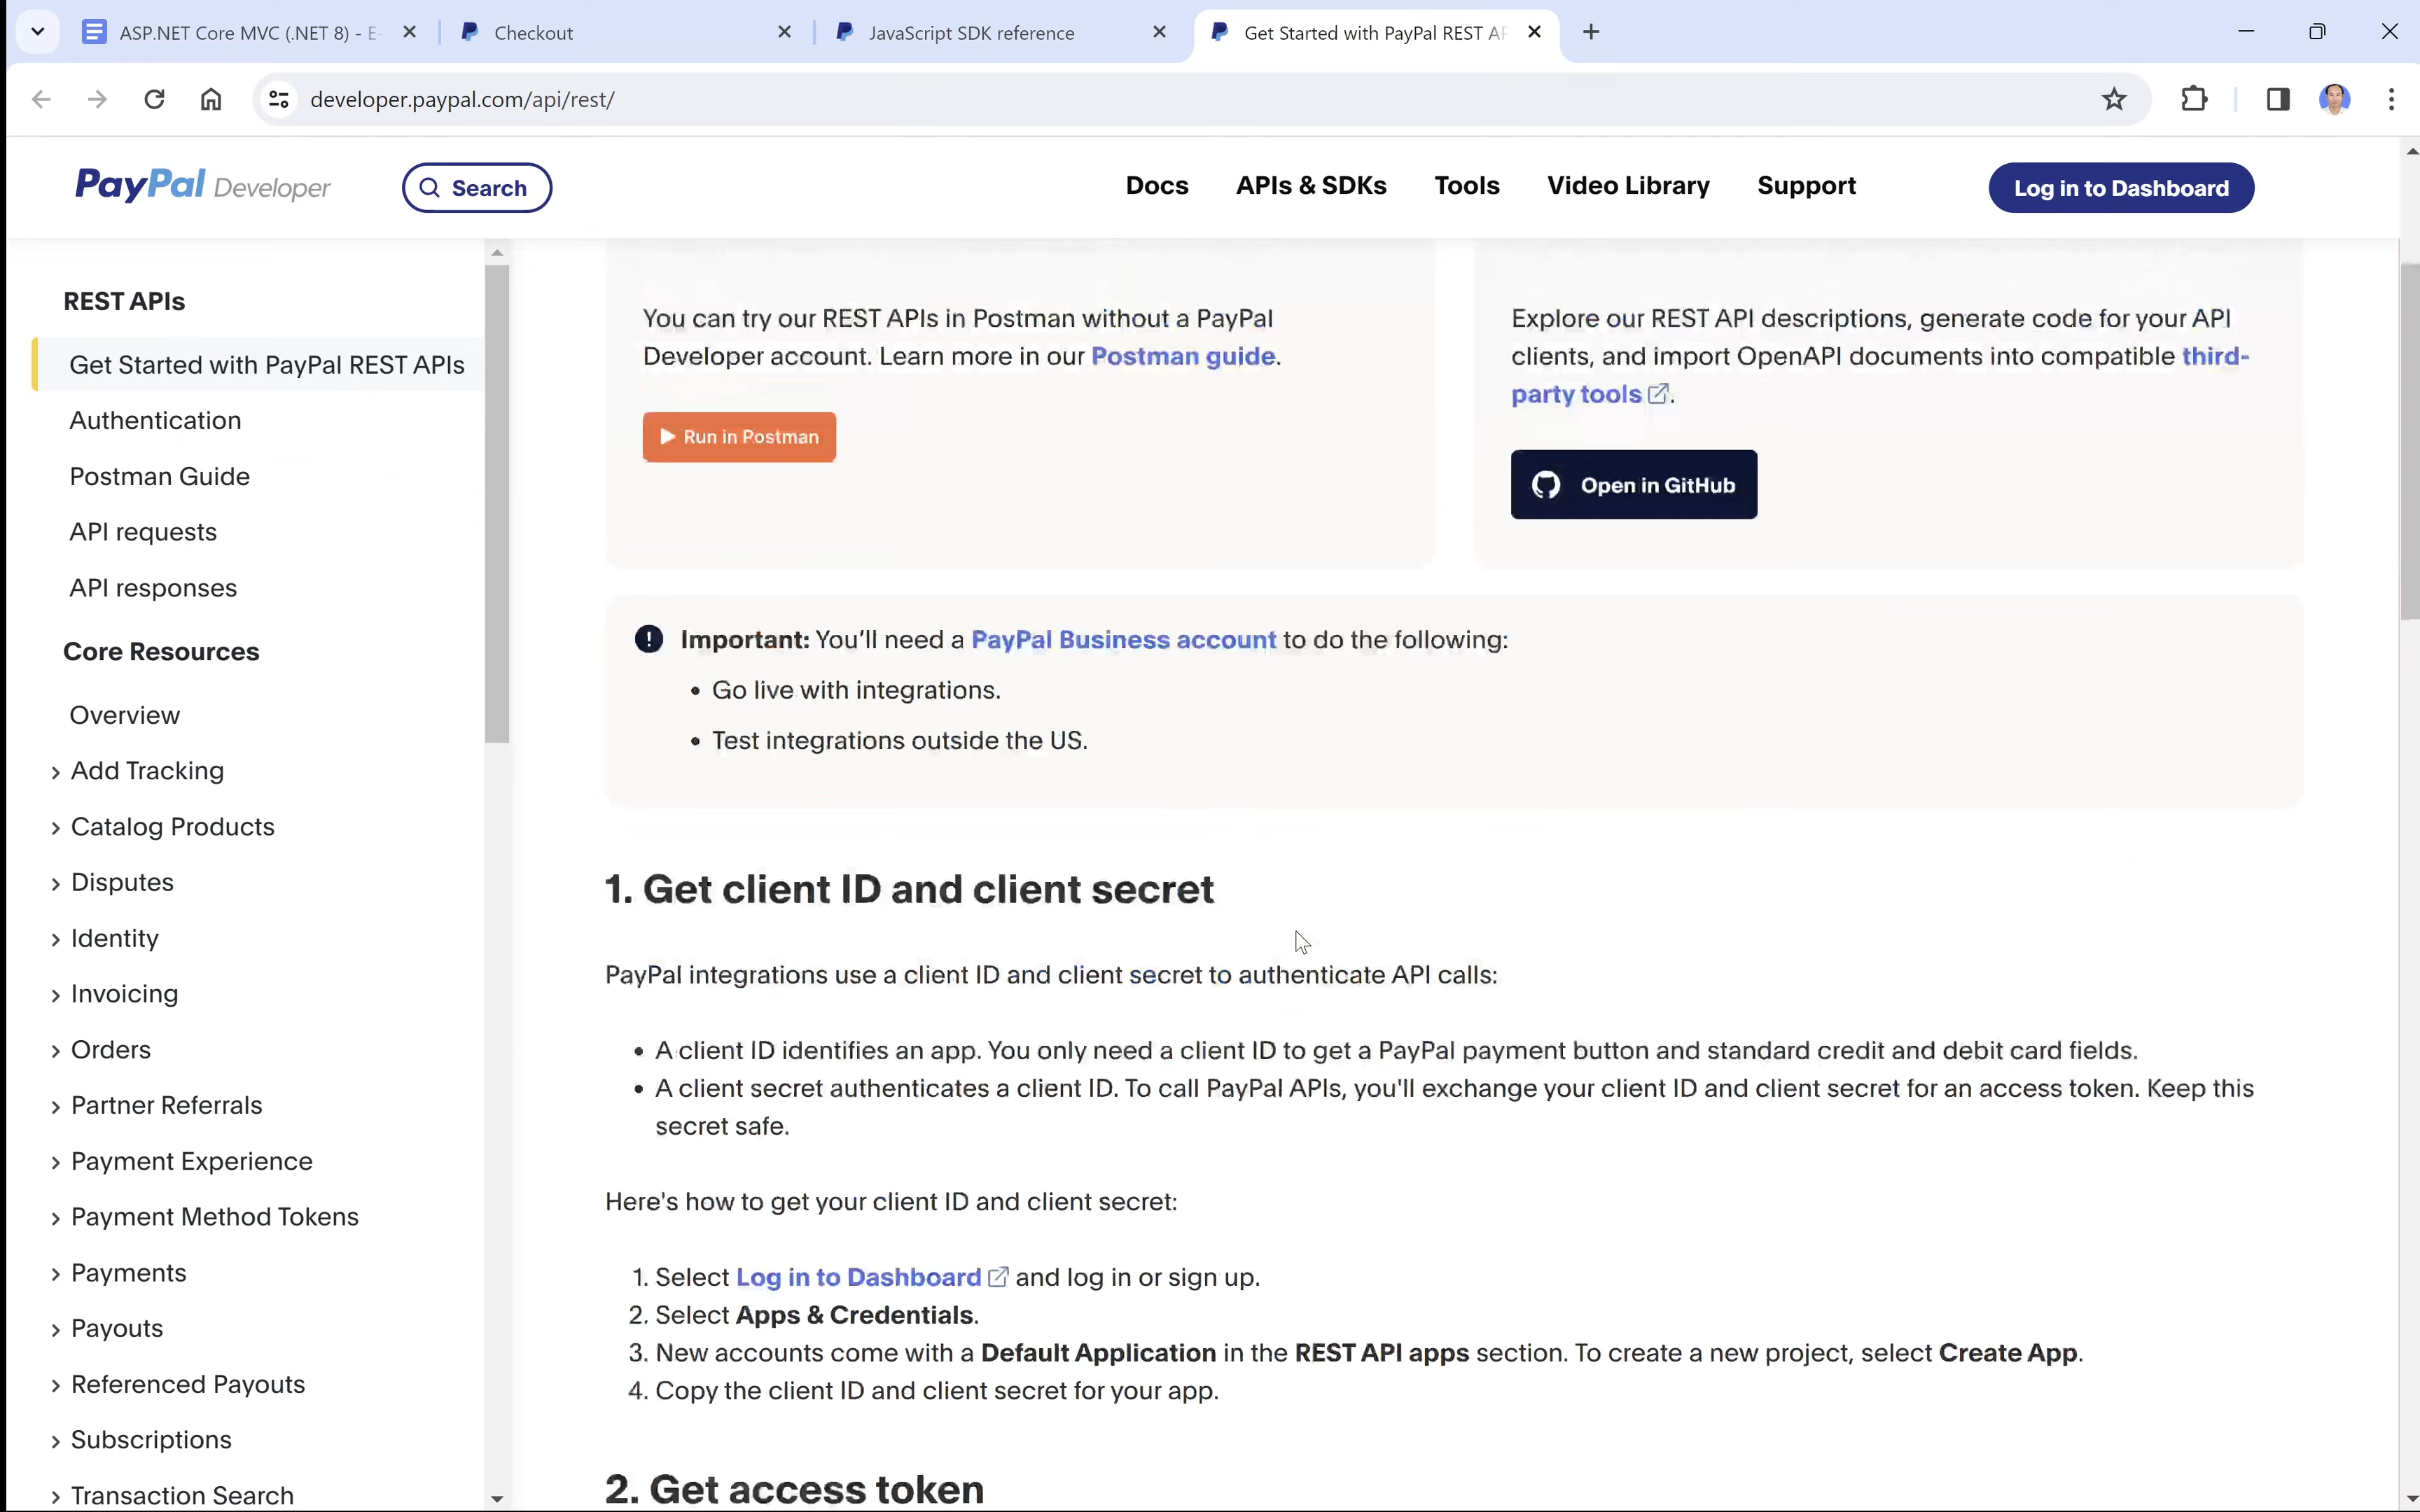 ASP.NET Core MVC (.NET 8) - E-
Checkout
JavaScript SDK reference
Get Started with PayPal REST AP
developer.paypal.com/api/rest/
PayPal Developer
Search
Docs
APIs & SDKs
Tools
Video Library
Support
Log in to Dashboard
REST APIs
Get Started with PayPal REST APIs
Authentication
Postman Guide
API requests
API responses
Core Resources
Overview
Add Tracking
Catalog Products
Disputes
Identity
Invoicing
Orders
Partner Referrals
Payment Experience
Payment Method Tokens
Payments
Payouts
Referenced Payouts
Subscriptions
Transaction Search
You can try our REST APIs in Postman without a PayPal
Developer account. Learn more in our Postman guide.
Run in Postman
Explore our REST API descriptions, generate code for your API
clients, and import OpenAPI documents into compatible third-
party tools.
Open in GitHub
Important: You'll need a PayPal Business account to do the following:
• Go live with integrations.
• Test integrations outside the US.
1. Get client ID and client secret
PayPal integrations use a client ID and client secret to authenticate API calls:
• A client ID identifies an app. You only need a client ID to get a PayPal payment button and standard credit and debit card fields.
• A client secret authenticates a client ID. To call PayPal APIs, you'll exchange your client ID and client secret for an access token. Keep this
secret safe.
Here's how to get your client ID and client secret:
1. Select Log in to Dashboard and log in or sign up.
2. Select Apps & Credentials.
3. New accounts come with a Default Application in the REST API apps section. To create a new project, select Create App.
4. Copy the client ID and client secret for your app.
2. Get access token